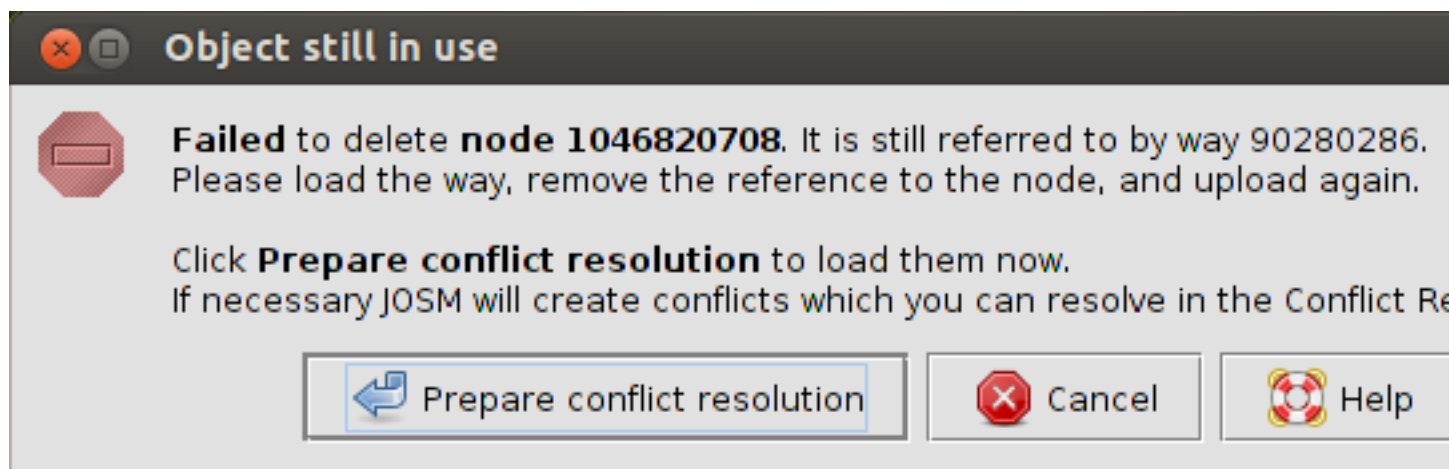 Object still in use
Failed to delete node 1046820708. It is still referred to by way 90280286.
Please load the way, remove the reference to the node, and upload again.
Click Prepare conflict resolution to load them now.
If necessary JOSM will create conflicts which you can resolve in the Conflict
Prepare conflict resolution
Cancel
Help